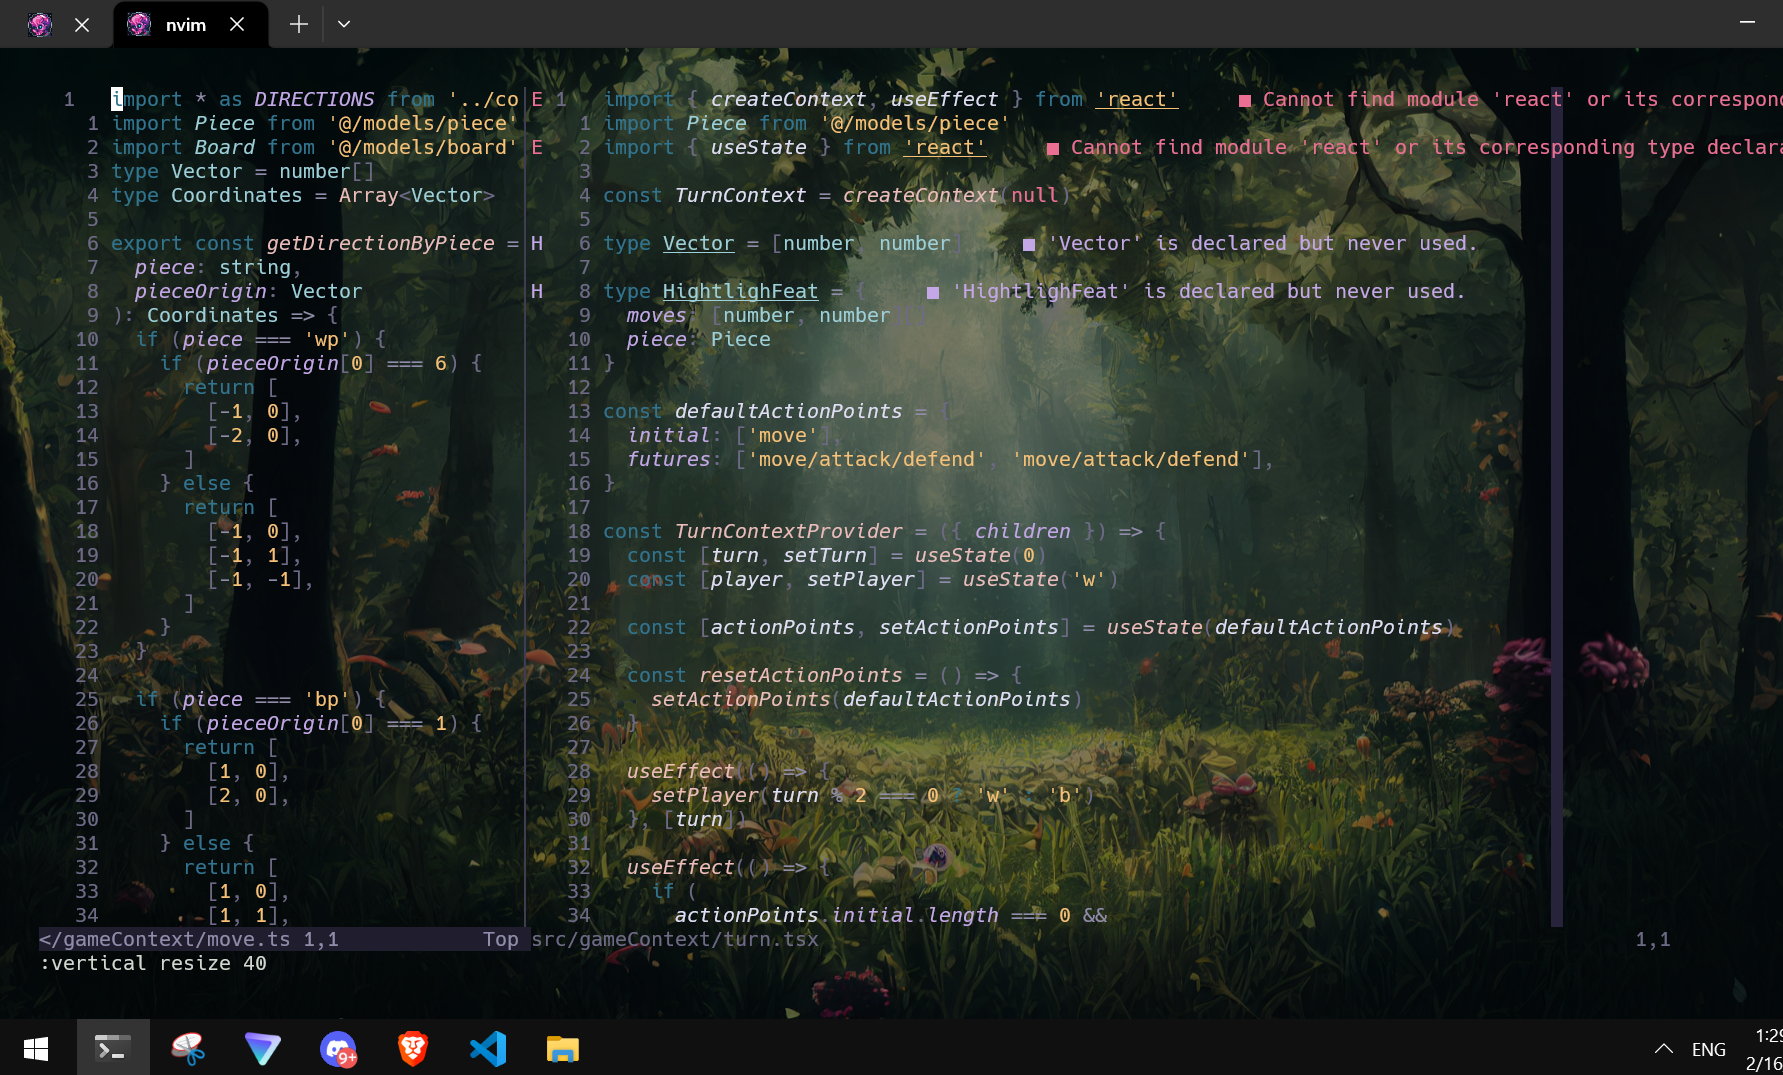 nvim
1 import * as DIRECTIONS from '../co
1 import Piece from '@/models/piece'
2 import Board from '@/models/board'
3 type Vector = number[]
4 type Coordinates = Array<Vector>
5
6 export const getDirectionByPiece =
7 piece: string,
8 pieceOrigin: Vector
9 ): Coordinates => {
10 if (piece === 'wp') {
11 if (pieceOrigin[0] === 6) {
12 return [
13 [-1, 0],
14 [-2, 0],
15 ]
16 } else {
17 return [
18 [-1, 0],
19 [-1, 1],
20 [-1, -1],
21 ]
22 }
23 }
24
25 if (piece === 'bp') {
26 if (pieceOrigin[0] === 1) {
27 return [
28 [1, 0],
29 [2, 0],
30 ]
31 } else {
32 return [
33 [1, 0],
34 [1, 1],
</gameContext/move.ts 1,1 Top
E 1 import { createContext, useEffect } from 'react' ■ Cannot find module 'react' or its correspon
1 import Piece from '@/models/piece'
E 2 import { useState } from 'react' ■ Cannot find module 'react' or its corresponding type declar
3
4 const TurnContext = createContext(null)
5
H 6 type Vector = [number, number] ■ 'Vector' is declared but never used.
7
H 8 type HightlighFeat = { ■ 'HightlighFeat' is declared but never used.
9 moves: [number, number][]
10 piece: Piece
11 }
12
13 const defaultActionPoints = {
14 initial: ['move'],
15 futures: ['move/attack/defend', 'move/attack/defend'],
16 }
17
18 const TurnContextProvider = ({ children }) => {
19 const [turn, setTurn] = useState(0)
20 const [player, setPlayer] = useState('w')
21
22 const [actionPoints, setActionPoints] = useState(defaultActionPoints)
23
24 const resetActionPoints = () => {
25 setActionPoints(defaultActionPoints)
26 }
27
28 useEffect(() => {
29 setPlayer(turn % 2 === 0 ? 'w' : 'b')
30 }, [turn])
31
32 useEffect(() => {
33 if (
34 actionPoints.initial.length === 0 &&
src/gameContext/turn.tsx 1,1
:vertical resize 40
9+
ENG
1:29
2/16